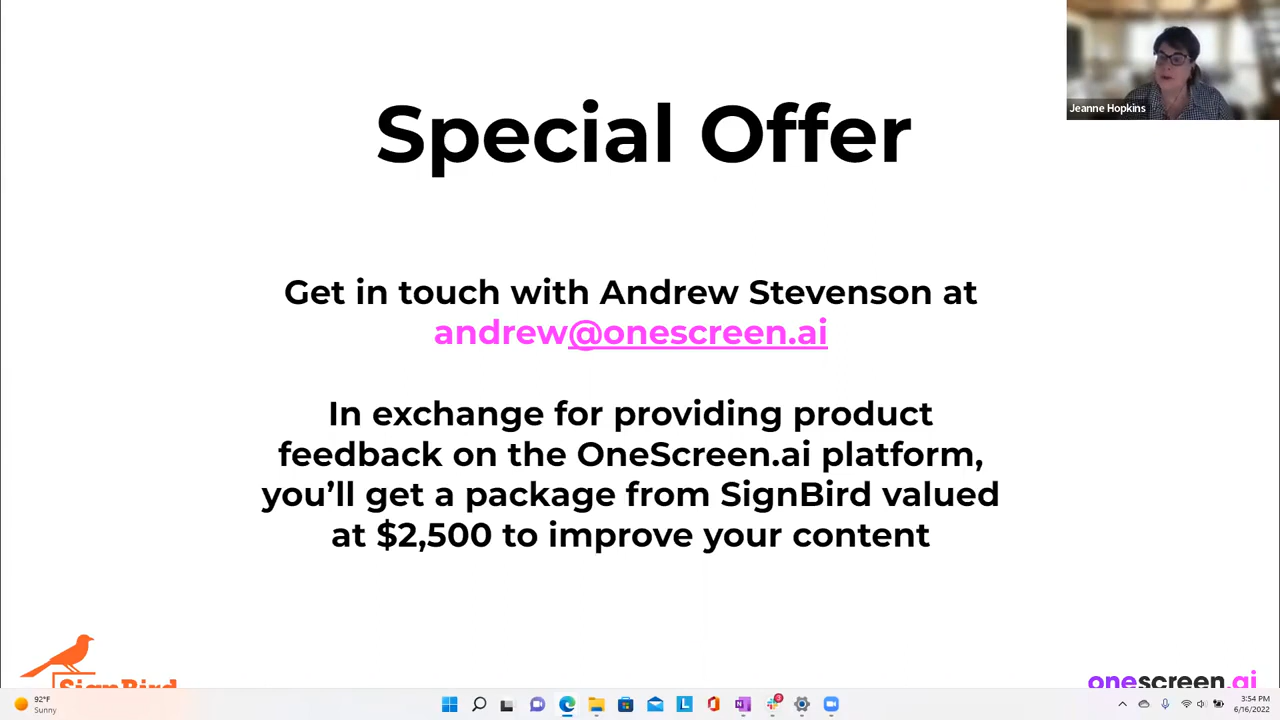 Jeanne Hopkins
Special Offer
Get in touch with Andrew Stevenson at
andrew@onescreen.ai
In exchange for providing product
feedback on the OneScreen.ai platform,
you’ll get a package from SignBird valued
at $2,500 to improve your content
SignBird
onescreen.ai
92°F
Sunny
3:54 PM
6/16/2022